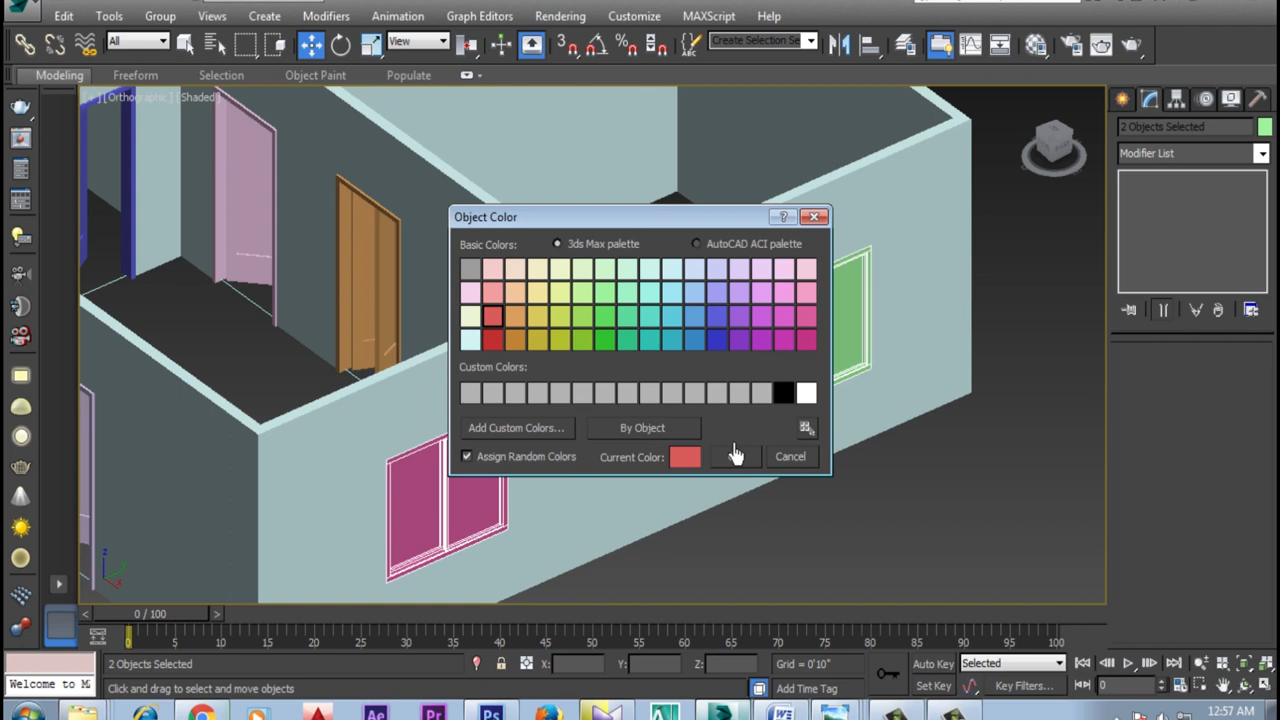 Edit Tools Group Views Create Modifiers Animation Graph Editors Rendering Customize MAXScript Help
All View Create Selection Se
Modeling Freeform Selection Object Paint Populate
[+][Orthographic][Shaded]
2 Objects Selected
Modifier List
Object Color
Basic Colors: 3ds Max palette AutoCAD ACI palette
Custom Colors:
Add Custom Colors... By Object
Assign Random Colors Current Color: Cancel
z
y
x
< 0 / 100 >
0 5 10 15 20 25 30 35 40 45 50 55 60 65 70 75 80 85 90 95 100
2 Objects Selected X: Y: Z: Grid = 0'10" Auto Key Selected
Welcome to M Click and drag to select and move objects Add Time Tag Set Key Key Filters... 0
Ae Pr Ps W 12:57 AM